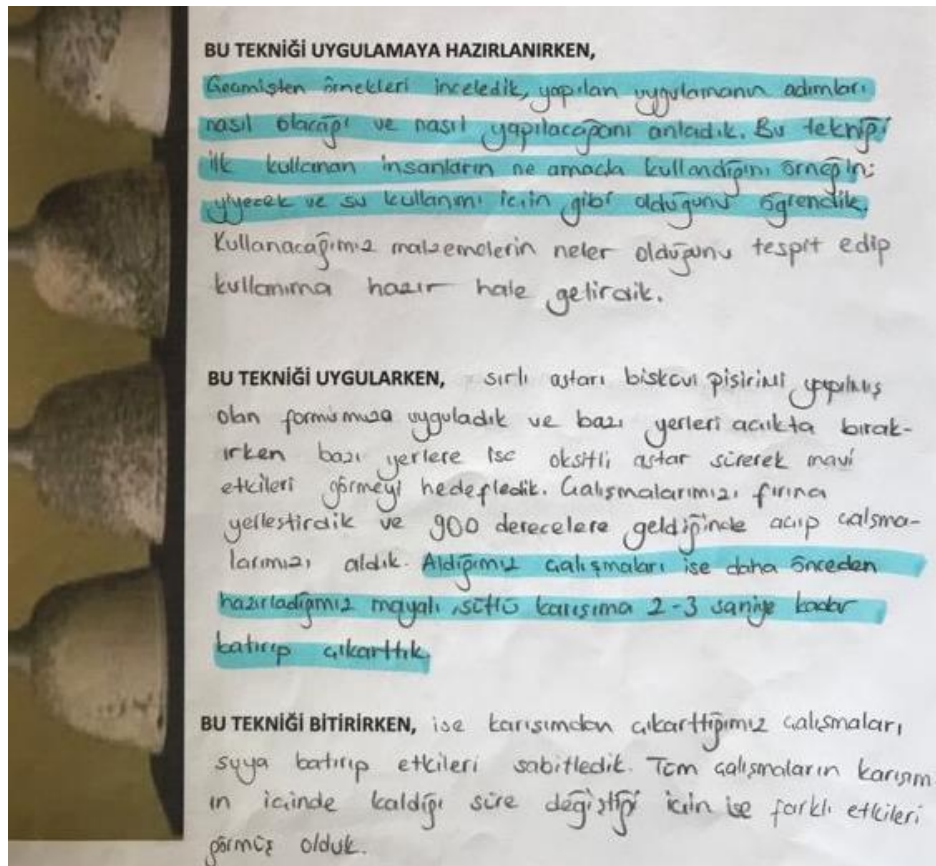 BU TEKNİĞİ UYGULAMAYA HAZIRLANIRKEN,
Geçmişten örnekleri inceledik, yapılan uygulamanın adımları
nasıl olacağı ve nasıl yapılacağını anladık. Bu tekniği
ilk kullanan insanların ne amaçla kullandığını örneğin:
yiyecek ve su kullanımı için gibi olduğunu öğrendik.
Kullanacağımız malzemelerin neler olduğunu tespit edip
kullanıma hazır hale getirdik.
BU TEKNİĞİ UYGULARKEN, sırlı astarı bisküvi pişirimi yapılmış
olan formumuza uyguladık ve bazı yerleri açıkta bırak-
ırken bazı yerlere ise oksitli astar sürerek mavi
etkileri görmeyi hedefledik. Çalışmalarımızı fırına
yerleştirdik ve 900 derecelere geldiğinde açıp çalışma-
larımızı aldık. Aldığımız çalışmaları ise daha önceden
hazırladığımız mayalı, sütlü karışıma 2-3 saniye kadar
batırıp çıkarttık.
BU TEKNİĞİ BİTİRİRKEN, ise karışımdan çıkarttığımız çalışmaları,
suya batırıp etkileri sabitledik. Tüm çalışmaların karışım
ın içinde kaldığı süre değiştiği için ise farklı etkileri
görmüş olduk.